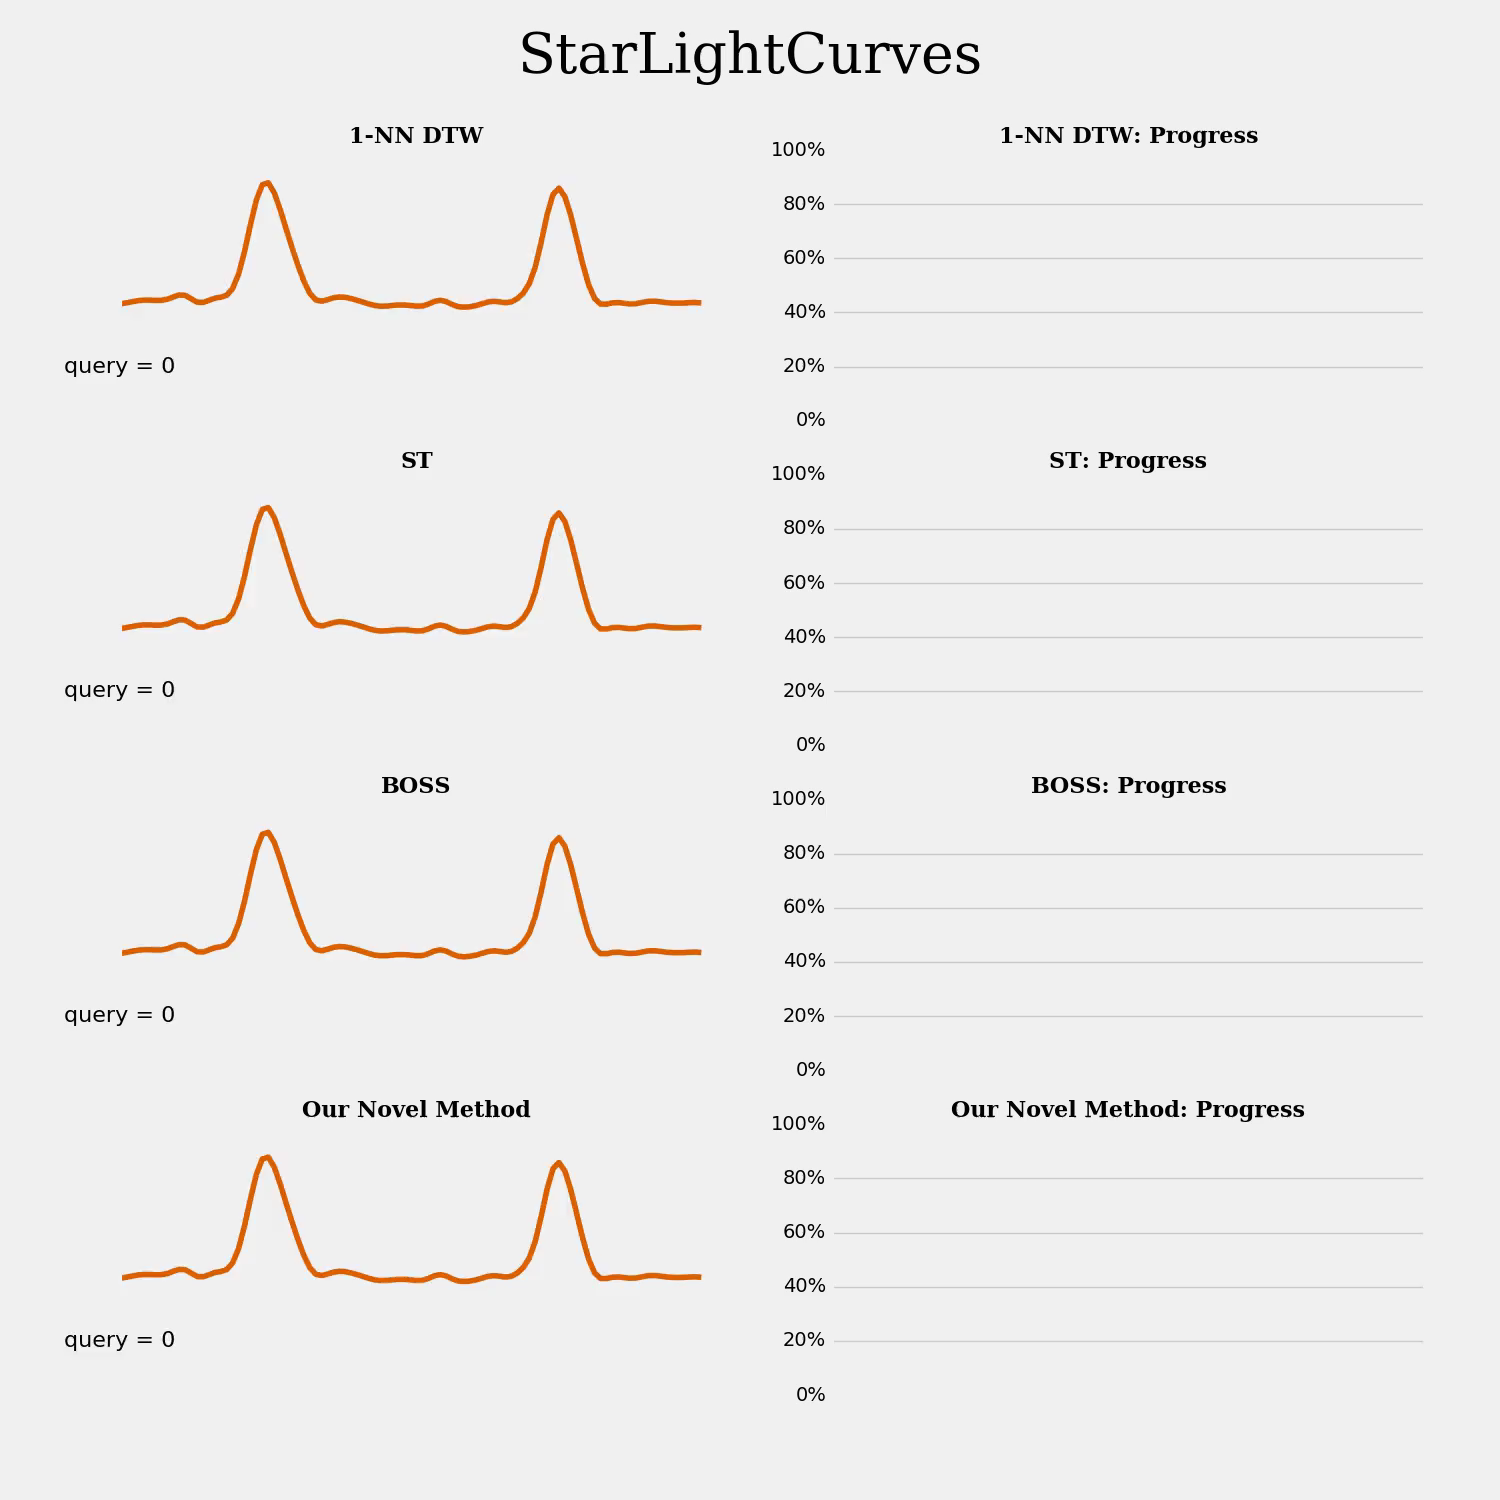 StarLightCurves
1-NN DTW
query = 0
1-NN DTW: Progress
100%
80%
60%
40%
20%
0%
ST
query = 0
ST: Progress
100%
80%
60%
40%
20%
0%
BOSS
query = 0
BOSS: Progress
100%
80%
60%
40%
20%
0%
Our Novel Method
query = 0
Our Novel Method: Progress
100%
80%
60%
40%
20%
0%